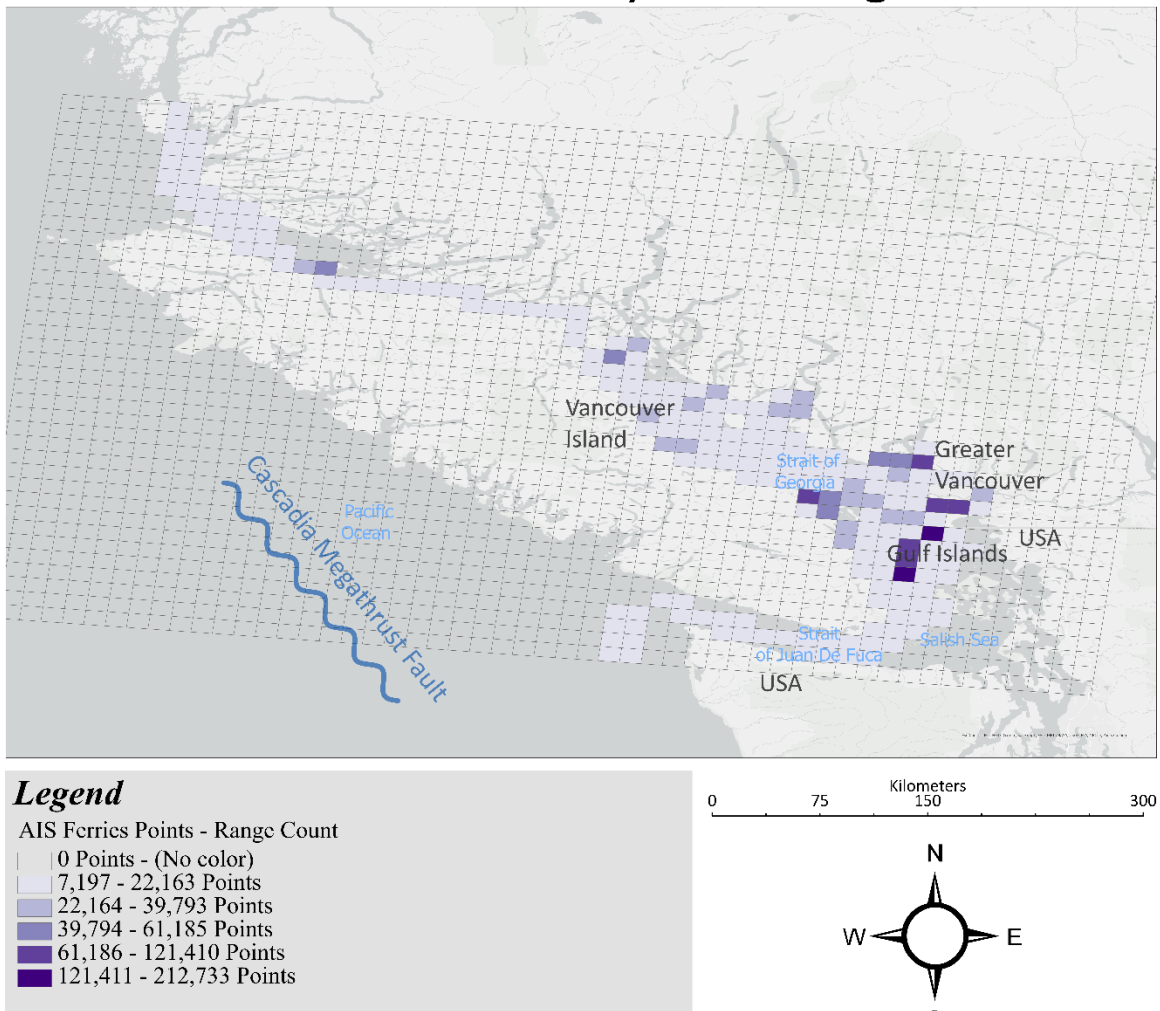 Vancouver
Island
Greater
Vancouver
Strait of
Georgia
Cascadia Megathrust Fault
Pacific
Ocean
USA
Gulf Islands
Strait
of Juan De Fuca
Salish Sea
USA
Legend
AIS Ferries Points - Range Count
0 Points - (No color)
7,197 - 22,163 Points
22,164 - 39,793 Points
39,794 - 61,185 Points
61,186 - 121,410 Points
121,411 - 212,733 Points
Kilometers
0 75 150 300
N
W E